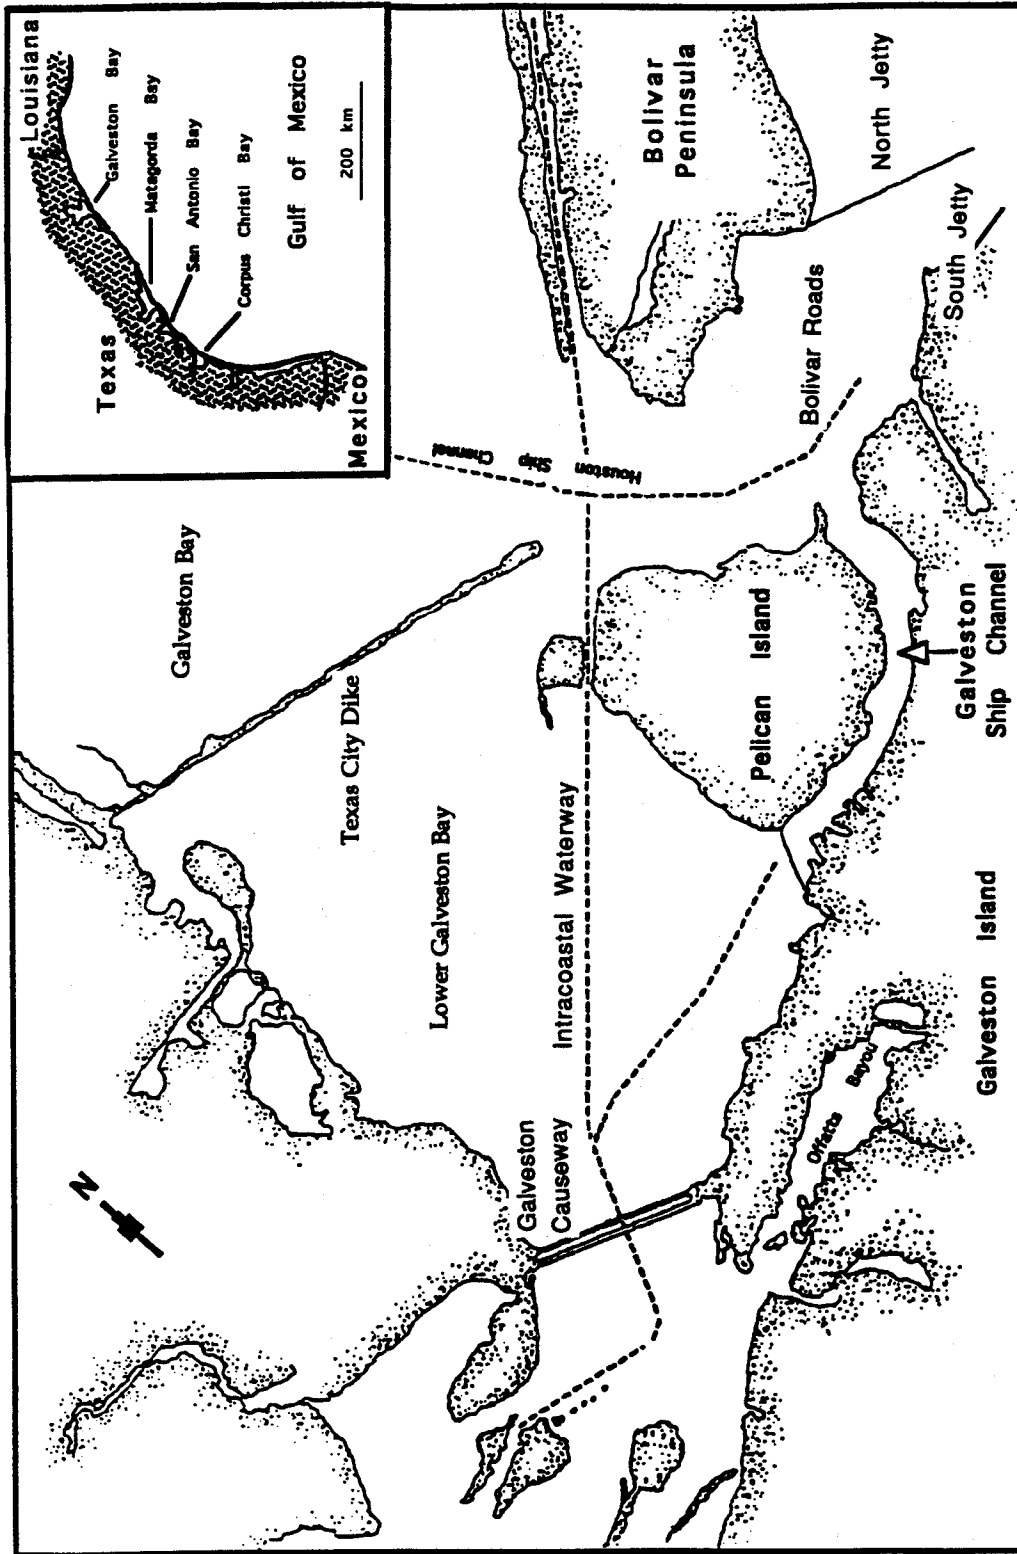 Louisiana
Galveston Bay
Matagorda Bay
San Antonio Bay
Corpus Christi Bay
Texas
Gulf of Mexico
200 km
Mexicor
N
Galveston Bay
Texas City Dike
Lower Galveston Bay
Houston Ship Channel
Bolivar
Peninsula
North Jetty
South Jetty
Bolivar Roads
Intracoastal Waterway
Pelican Island
Galveston
Causeway
Galveston
Ship Channel
Offatts Bayou
Galveston Island